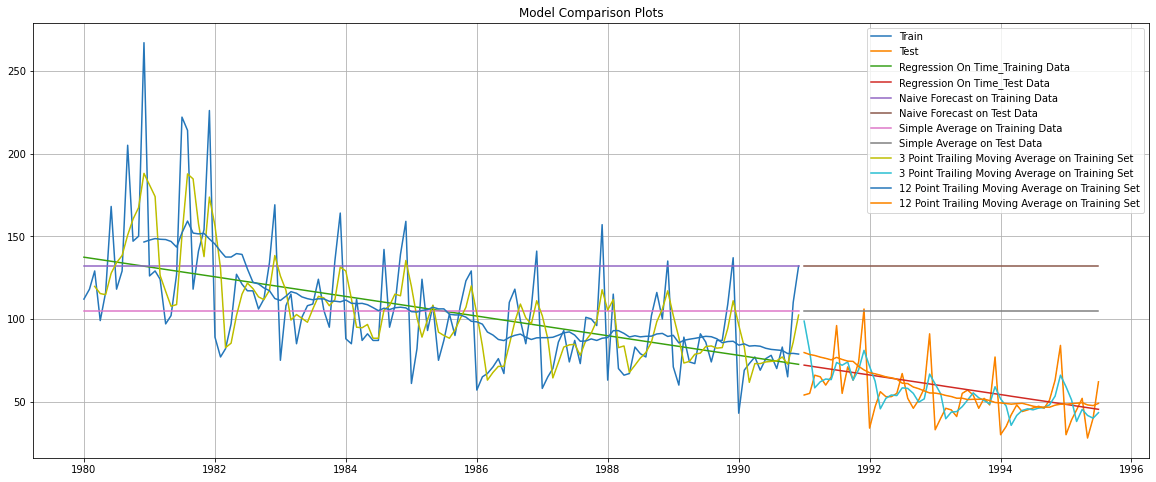 Model Comparison Plots
Train
Test
Regression On Time_Training Data
Regression On Time_Test Data
Naive Forecast on Training Data
Naive Forecast on Test Data
Simple Average on Training Data
Simple Average on Test Data
3 Point Trailing Moving Average on Training Set
3 Point Trailing Moving Average on Training Set
12 Point Trailing Moving Average on Training Set
12 Point Trailing Moving Average on Training Set
250
200
150
100
50
1980 1982 1984 1986 1988 1990 1992 1994 1996